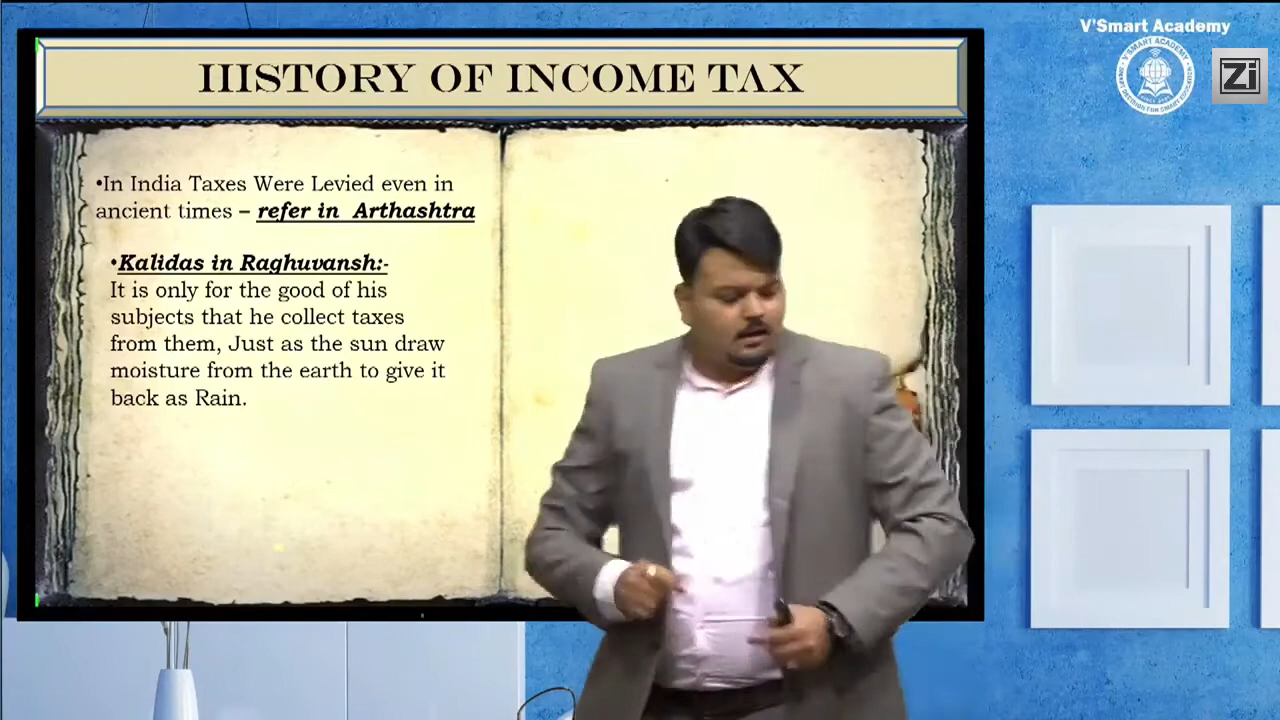 V'Smart Academy
Zi
HISTORY OF INCOME TAX
•In India Taxes Were Levied even in
ancient times – refer in Arthashtra
•Kalidas in Raghuvansh:-
It is only for the good of his
subjects that he collect taxes
from them, Just as the sun draw
moisture from the earth to give it
back as Rain.